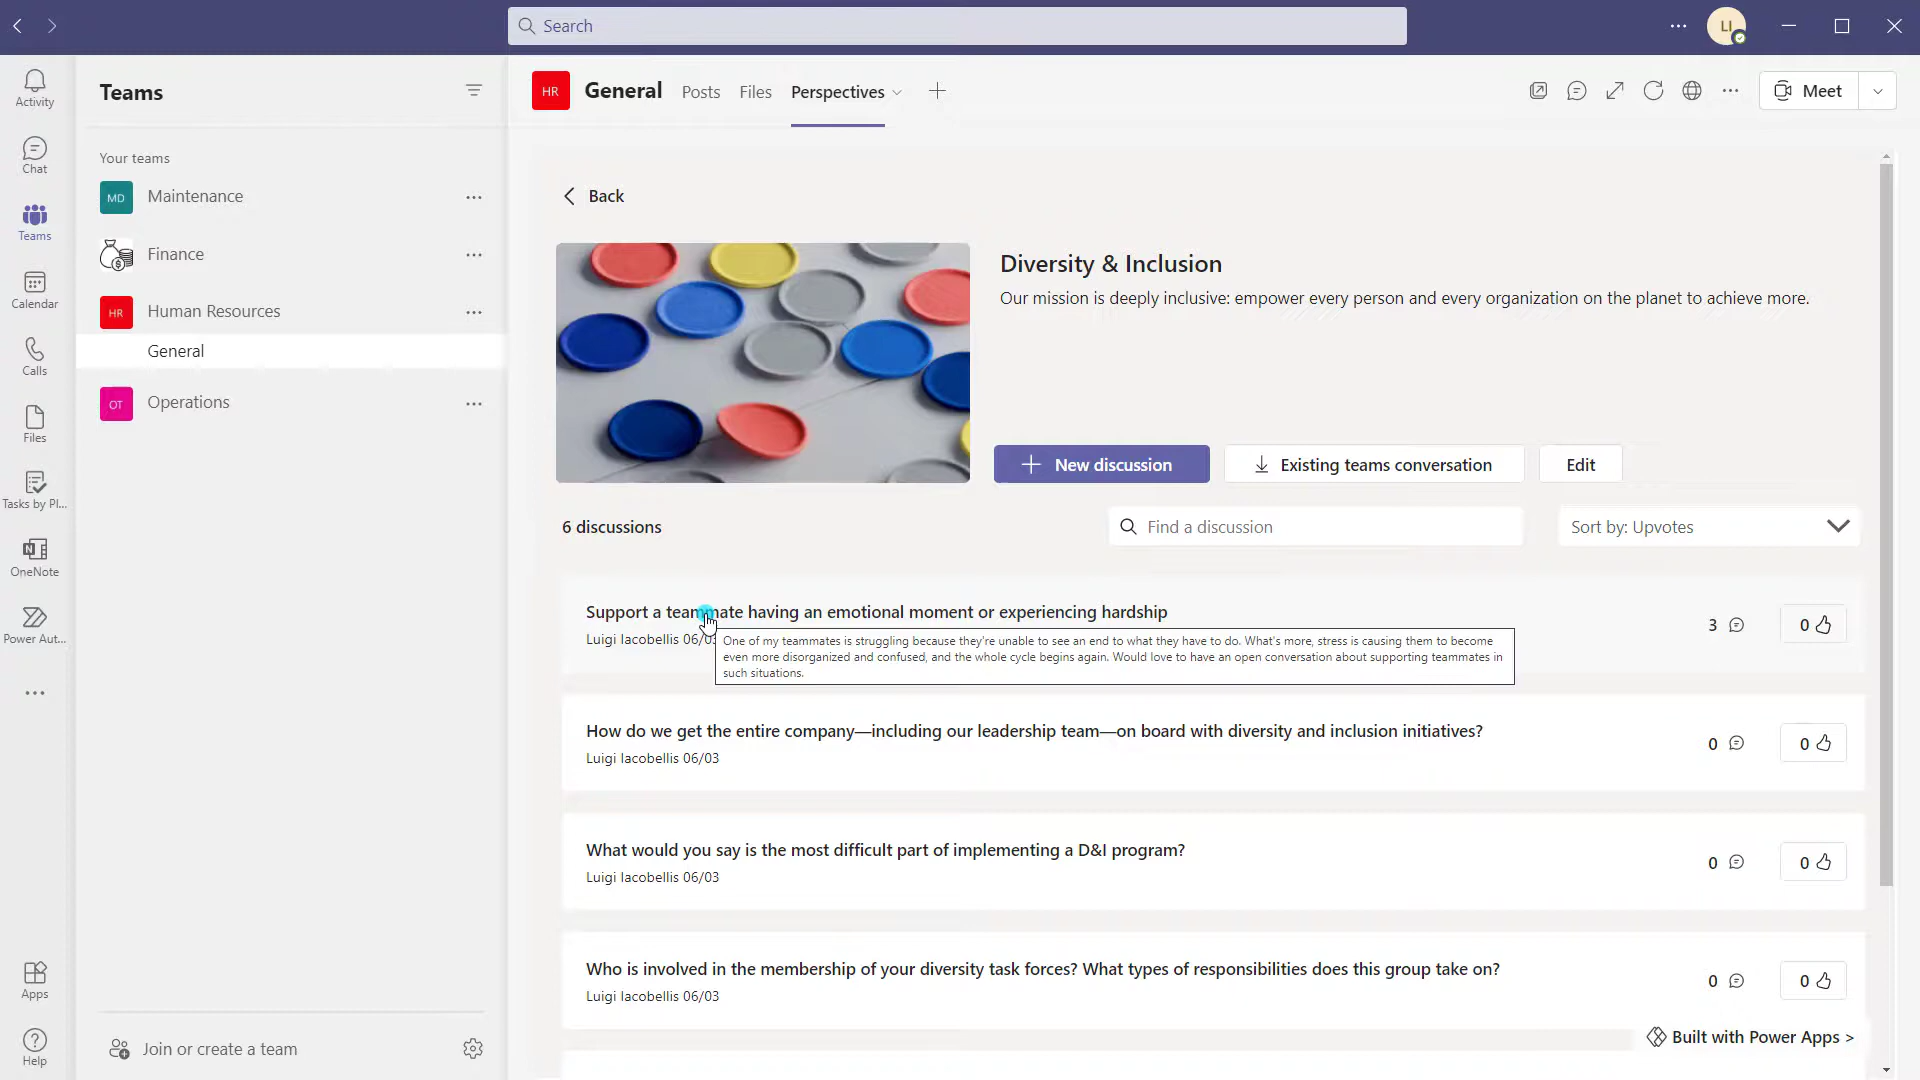 Search
LI
Activity
Chat
Teams
Calendar
Calls
Files
Tasks by Pl...
OneNote
Power Aut...
Apps
Help
Teams
Your teams
MD Maintenance
Finance
HR Human Resources
General
OT Operations
Join or create a team
HR General Posts Files Perspectives
Meet
Back
Diversity & Inclusion
Our mission is deeply inclusive: empower every person and every organization on the planet to achieve more.
New discussion Existing teams conversation Edit
6 discussions Find a discussion Sort by: Upvotes
Support a teammate having an emotional moment or experiencing hardship
Luigi Iacobellis 06/03
3 0
One of my teammates is struggling because they're unable to see an end to what they have to do. What's more, stress is causing them to become
even more disorganized and confused, and the whole cycle begins again. Would love to have an open conversation about supporting teammates in
such situations.
How do we get the entire company—including our leadership team—on board with diversity and inclusion initiatives?
Luigi Iacobellis 06/03
0 0
What would you say is the most difficult part of implementing a D&I program?
Luigi Iacobellis 06/03
0 0
Who is involved in the membership of your diversity task forces? What types of responsibilities does this group take on?
Luigi Iacobellis 06/03
0 0
Built with Power Apps >